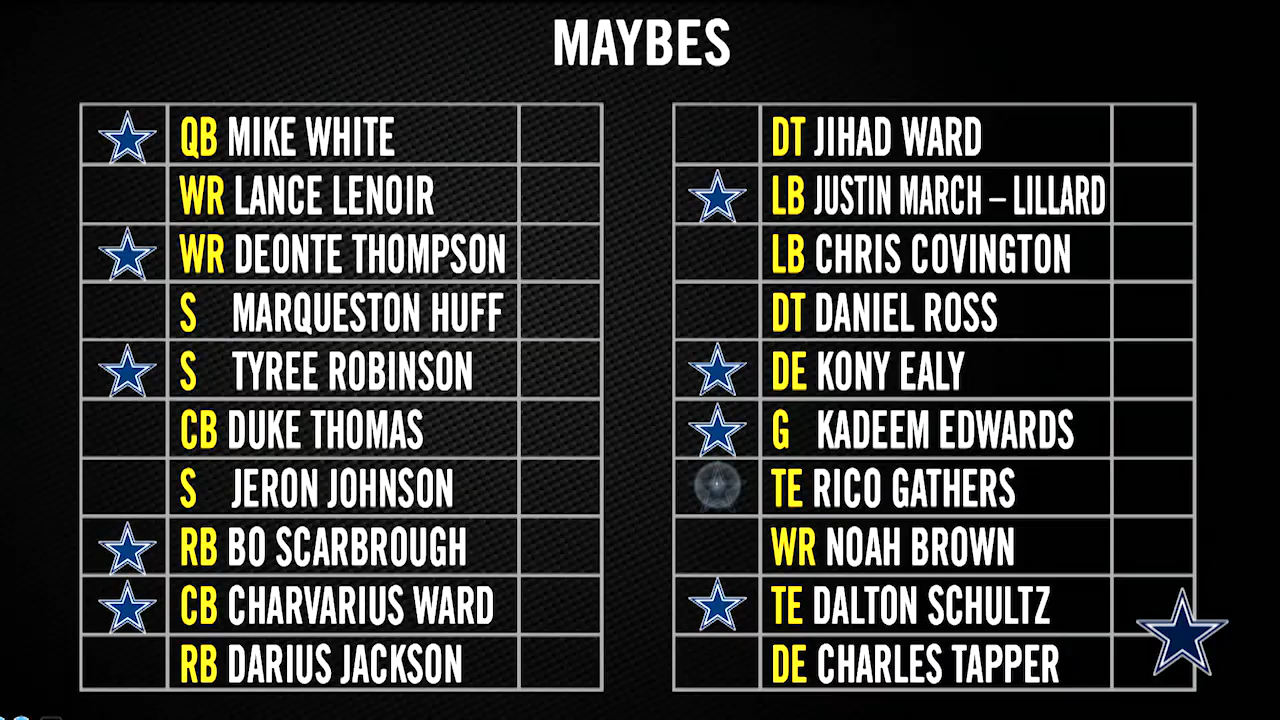 MAYBES
QB MIKE WHITE
WR LANCE LENOIR
WR DEONTE THOMPSON
S MARQUESTON HUFF
S TYREE ROBINSON
CB DUKE THOMAS
S JERON JOHNSON
RB BO SCARBROUGH
CB CHARVARIUS WARD
RB DARIUS JACKSON
DT JIHAD WARD
LB JUSTIN MARCH – LILLARD
LB CHRIS COVINGTON
DT DANIEL ROSS
DE KONY EALY
G KADEEM EDWARDS
TE RICO GATHERS
WR NOAH BROWN
TE DALTON SCHULTZ
DE CHARLES TAPPER